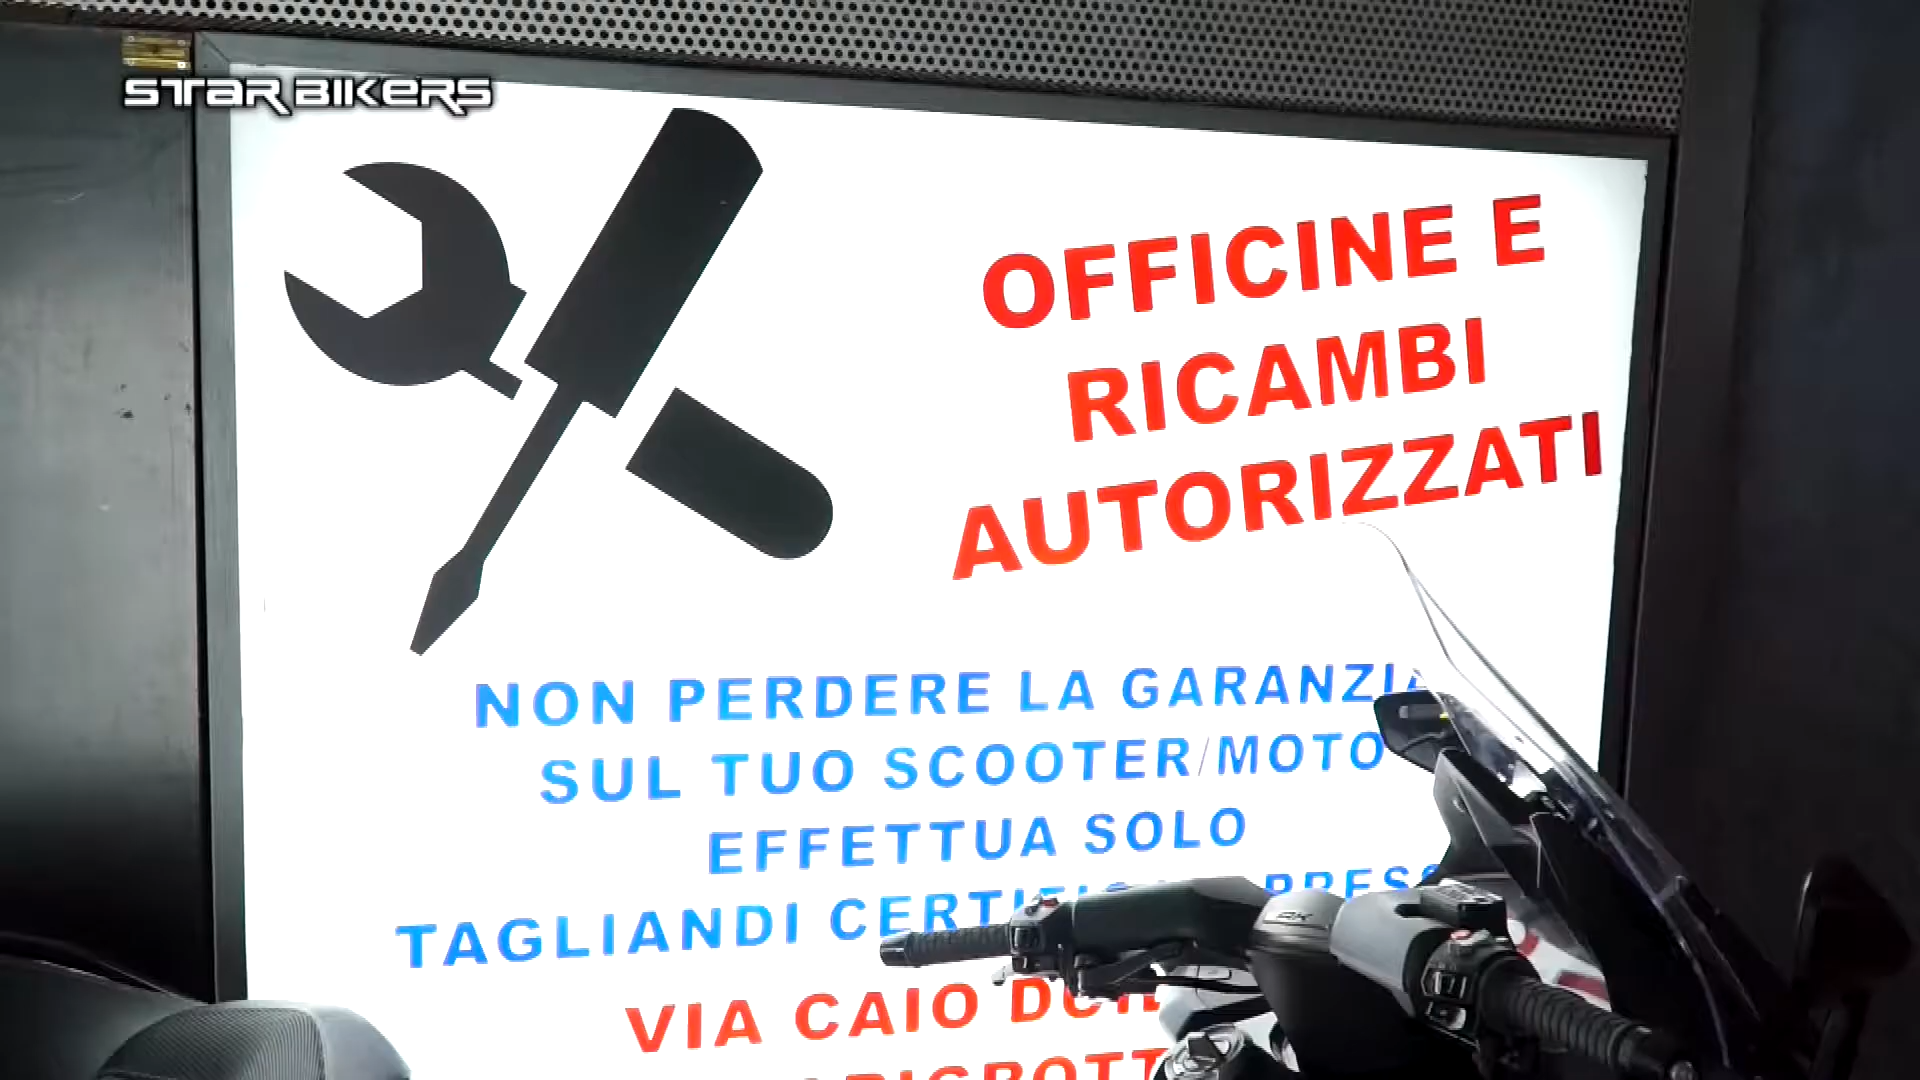 STAR BIKERS
OFFICINE E
RICAMBI
AUTORIZZATI
NON PERDERE LA GARANZIA
SUL TUO SCOOTER/MOTO
EFFETTUA SOLO
TAGLIANDI
VIA CAIO